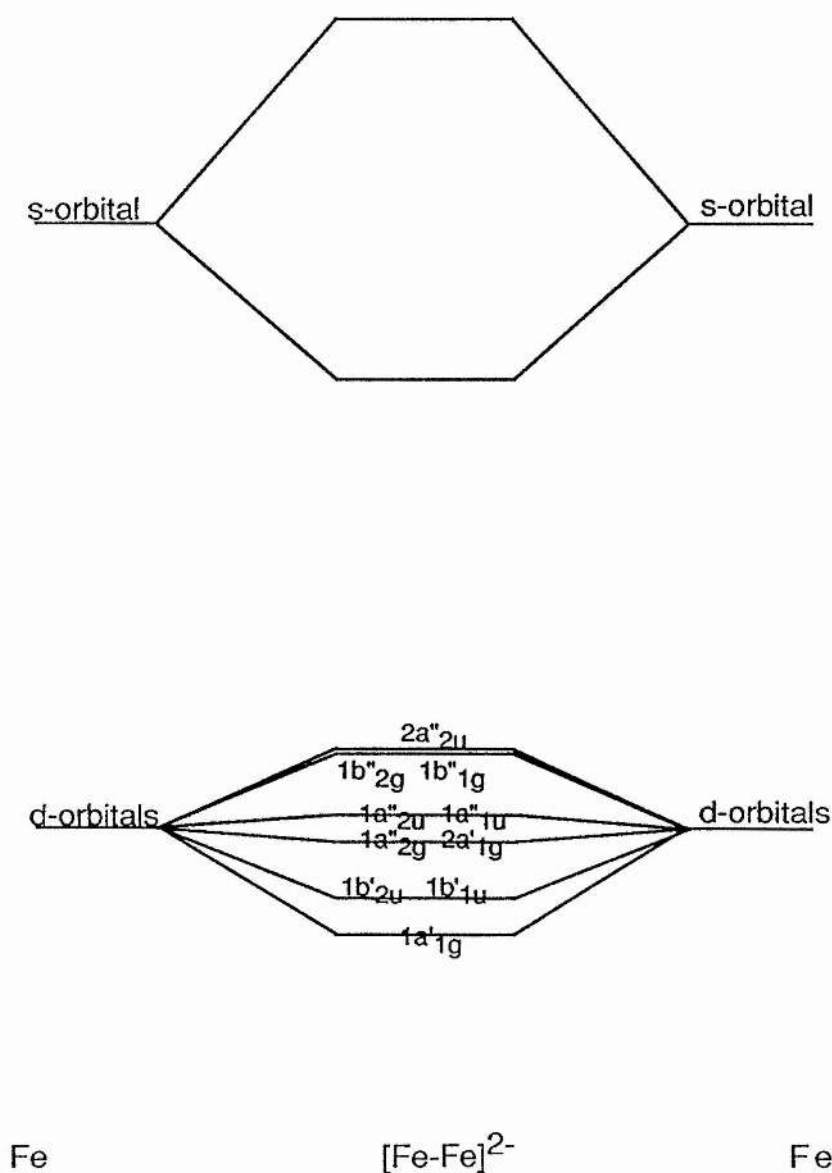 s-orbital s-orbital
2a"2u
1b"2g 1b"1g
d-orbitals 1a"2u 1a"1u d-orbitals
1a"2g 2a'1g
1b'2u 1b'1u
1a'1g
Fe [Fe-Fe]2- Fe